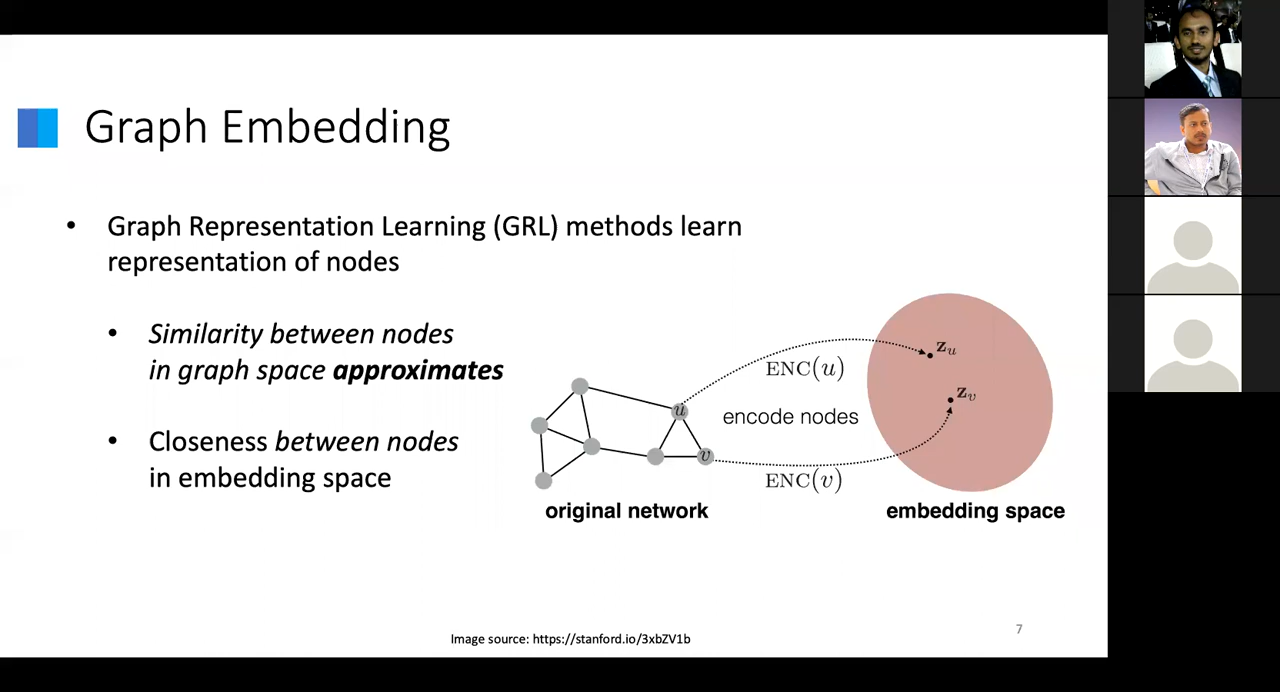 Graph Embedding
• Graph Representation Learning (GRL) methods learn
representation of nodes
• Similarity between nodes
in graph space approximates
• Closeness between nodes
in embedding space
u
v
ENC(u)
encode nodes
ENC(v)
z_u
z_v
original network
embedding space
Image source: https://stanford.io/3xbZV1b
7